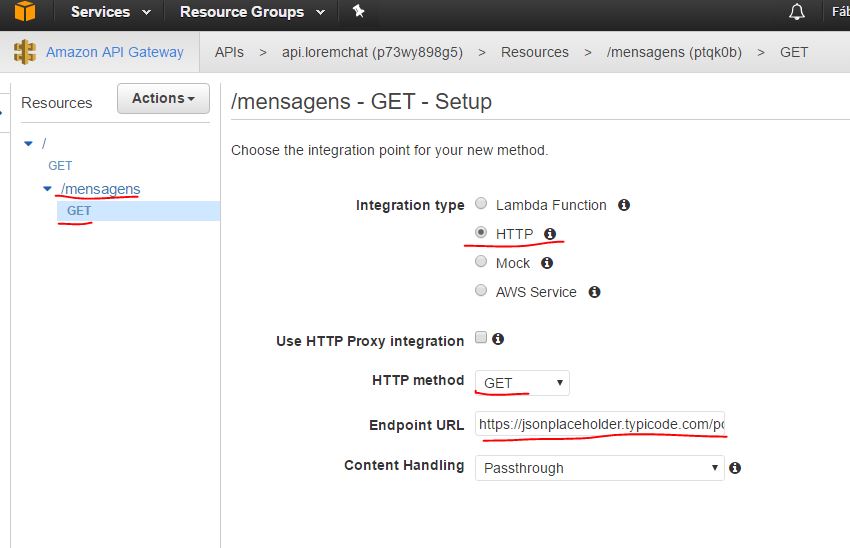 Services Resource Groups Fáb
Amazon API Gateway APIs > api.loremchat (p73wy898g5) > Resources > /mensagens (ptqk0b) > GET
Resources Actions
/mensagens - GET - Setup
/
GET
/mensagens
GET
Choose the integration point for your new method.
Integration type Lambda Function
HTTP
Mock
AWS Service
Use HTTP Proxy integration
HTTP method GET
Endpoint URL https://jsonplaceholder.typicode.com/po
Content Handling Passthrough